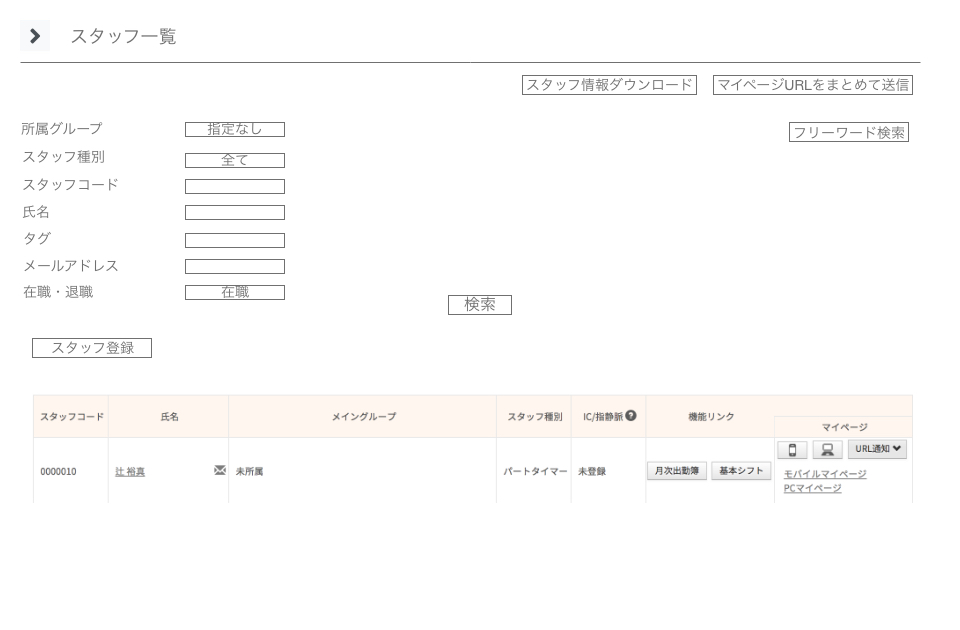 スタッフ一覧
スタッフ情報ダウンロード マイページURLをまとめて送信
所属グループ 指定なし フリーワード検索
スタッフ種別 全て
スタッフコード
氏名
タグ
メールアドレス
在職・退職 在職
検索
スタッフ登録
スタッフコード 氏名 メイングループ スタッフ種別 IC/指静脈 ? 機能リンク マイページ
0000010 辻 裕真 未所属 パートタイマー 未登録 月次出勤簿 基本シフト URL通知
モバイルマイページ
PCマイページ